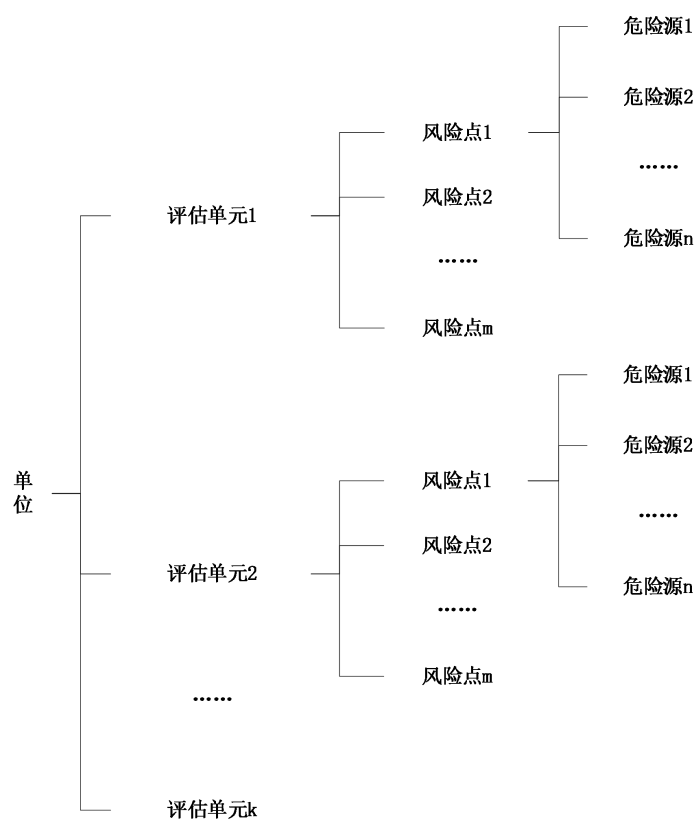 危险源1
危险源2
……
危险源n
风险点1
风险点2
……
风险点m
评估单元1
危险源1
危险源2
……
危险源n
风险点1
风险点2
……
风险点m
单
位
评估单元2
……
评估单元k